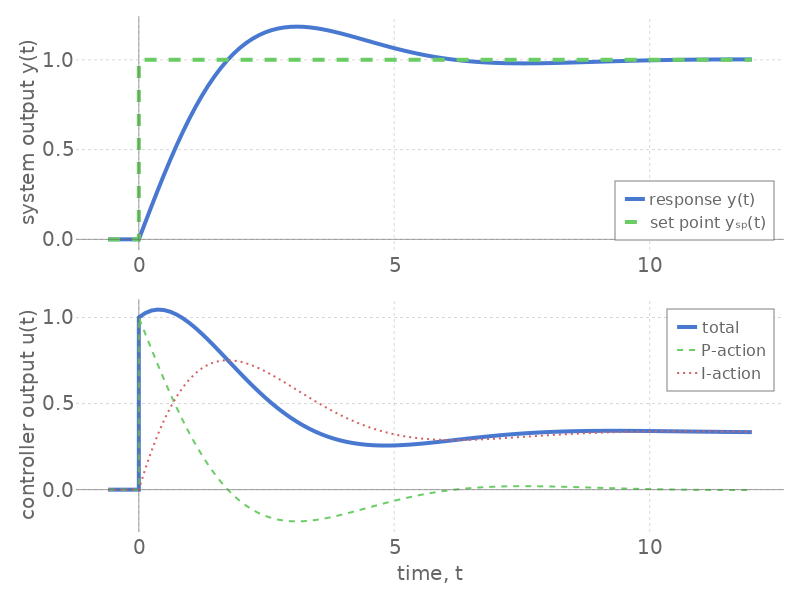 system output y(t)
1.0
0.5
0.0
0
5
10
response y(t)
set point yₛₚ(t)
controller output u(t)
1.0
0.5
0.0
0
5
10
total
P-action
I-action
time, t